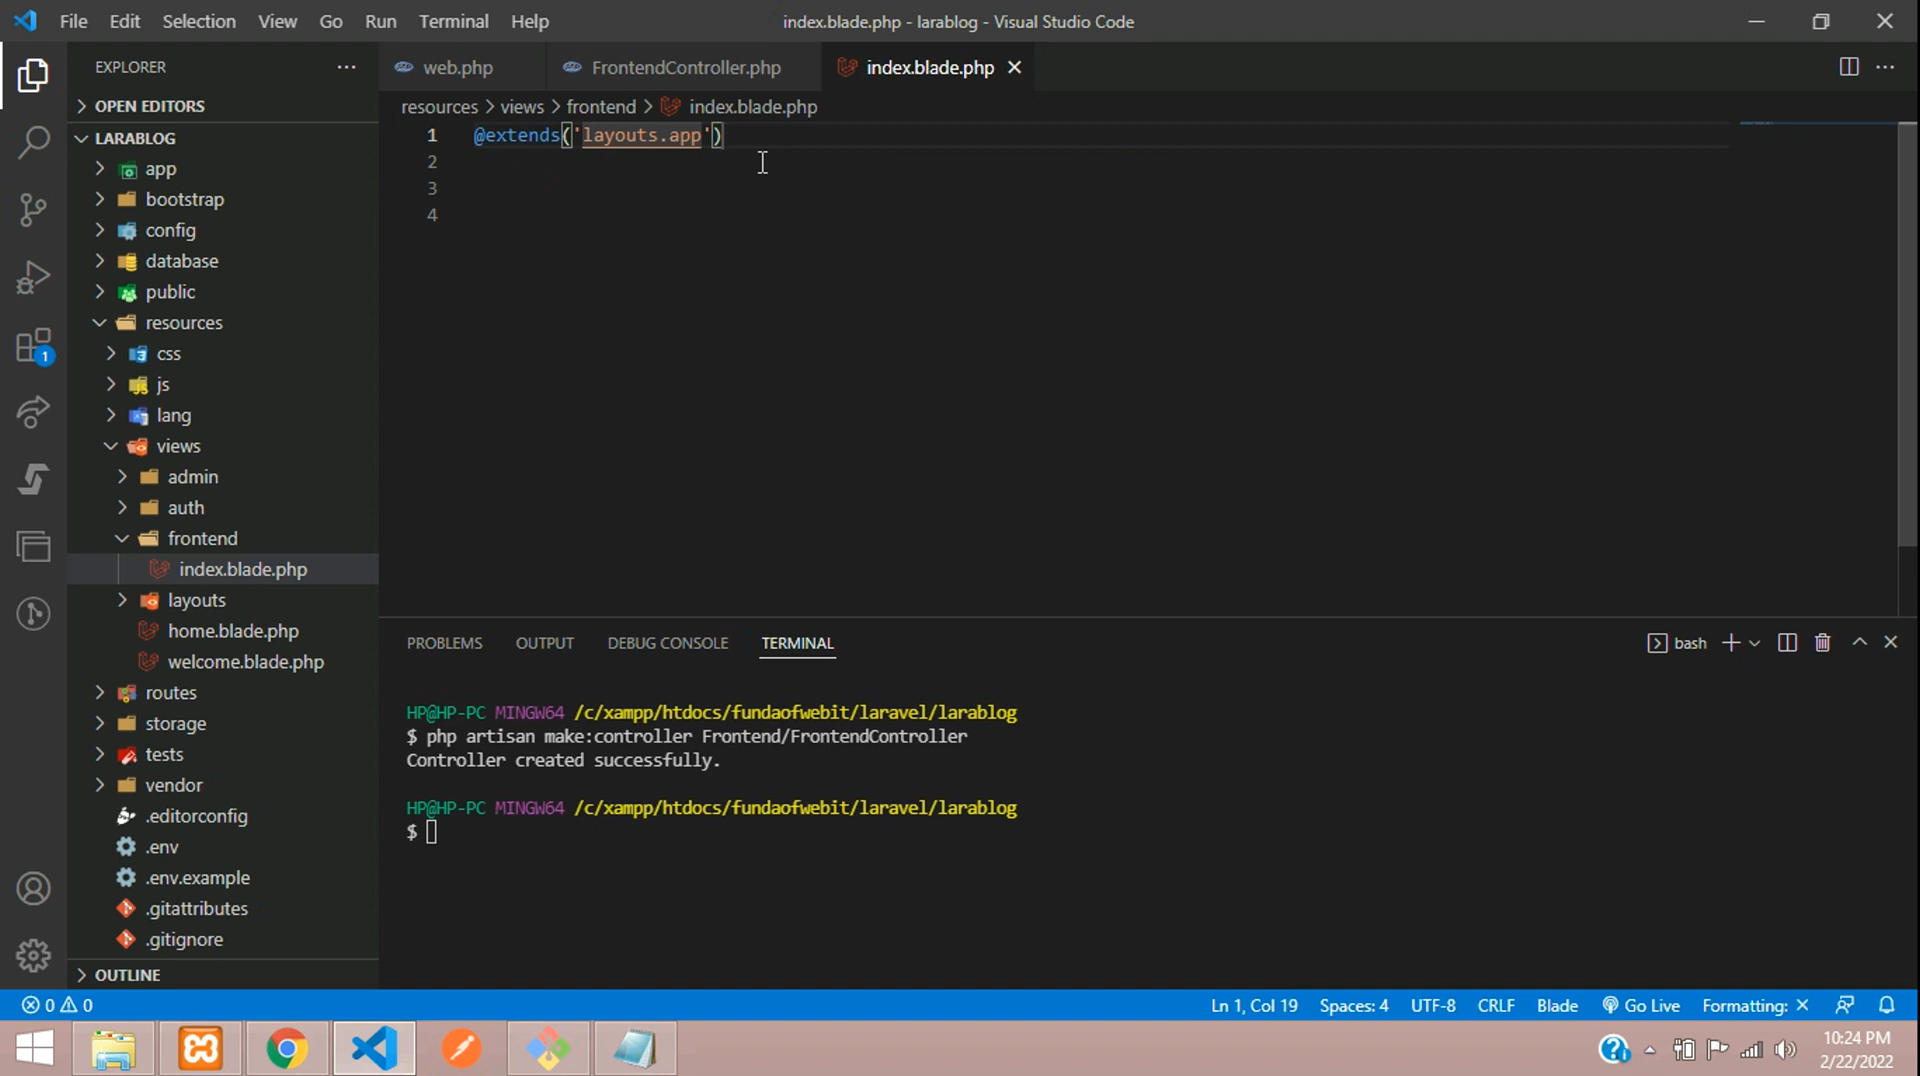 File Edit Selection View Go Run Terminal Help
index.blade.php - larablog - Visual Studio Code
EXPLORER
OPEN EDITORS
LARABLOG
app
bootstrap
config
database
public
resources
css
js
lang
views
admin
auth
frontend
index.blade.php
layouts
home.blade.php
welcome.blade.php
routes
storage
tests
vendor
.editorconfig
.env
.env.example
.gitattributes
.gitignore
OUTLINE
1
web.php FrontendController.php index.blade.php
resources > views > frontend > index.blade.php
1 @extends('layouts.app')
2
3
4
PROBLEMS OUTPUT DEBUG CONSOLE TERMINAL
bash
HP@HP-PC MINGW64 /c/xampp/htdocs/fundaofwebit/laravel/larablog
$ php artisan make:controller Frontend/FrontendController
Controller created successfully.
HP@HP-PC MINGW64 /c/xampp/htdocs/fundaofwebit/laravel/larablog
$
0 0
Ln 1, Col 19 Spaces: 4 UTF-8 CRLF Blade Go Live Formatting: ×
10:24 PM
2/22/2022